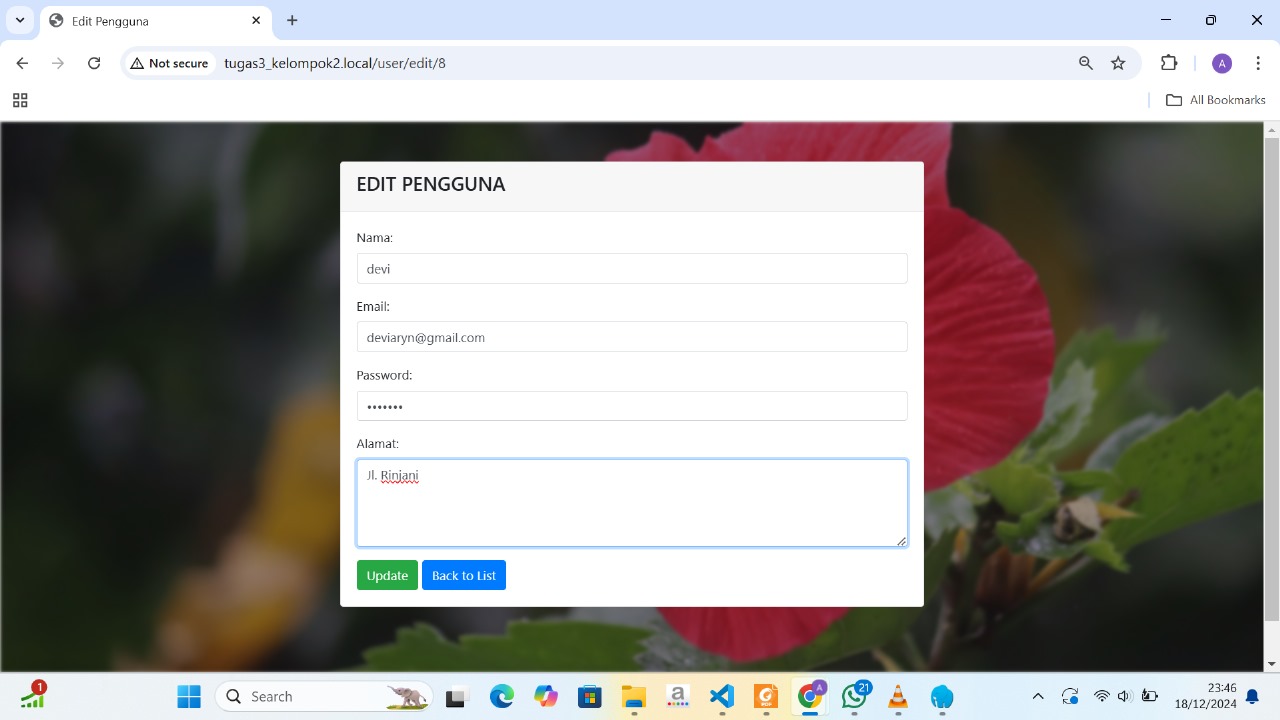 Edit Pengguna
Not secure
tugas3_kelompok2.local/user/edit/8
A
All Bookmarks
EDIT PENGGUNA
Nama:
devi
Email:
deviaryn@gmail.com
Password:
•••••••
Alamat:
Jl. Rinjani
Update Back to List
1
Search
a
PDF
A
21
23:46
18/12/2024